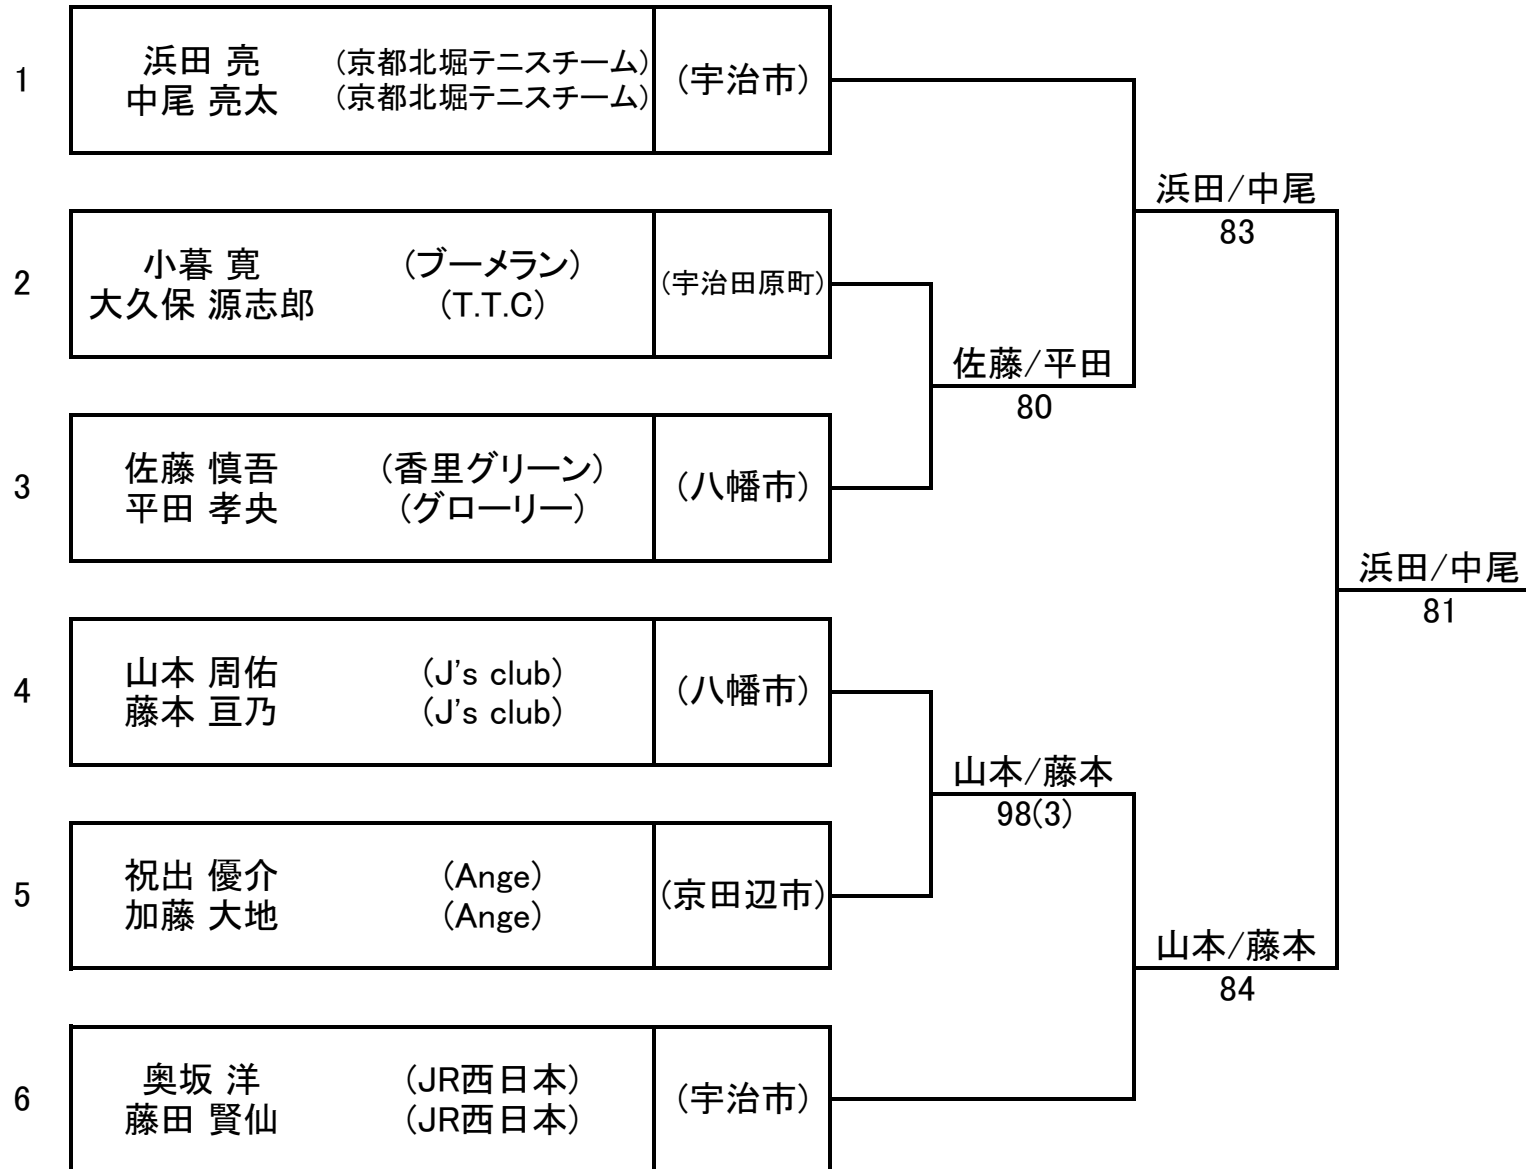 1
浜田 亮 (京都北堀テニスチーム)
中尾 亮太 (京都北堀テニスチーム)
(宇治市)
浜田/中尾
83
2
小暮 寛 (ブーメラン)
大久保 源志郎 (T.T.C)
(宇治田原町)
佐藤/平田
80
3
佐藤 慎吾 (香里グリーン)
平田 孝央 (グローリー)
(八幡市)
浜田/中尾
81
4
山本 周佑 (J's club)
藤本 亘乃 (J's club)
(八幡市)
山本/藤本
98(3)
5
祝出 優介 (Ange)
加藤 大地 (Ange)
(京田辺市)
山本/藤本
84
6
奥坂 洋 (JR西日本)
藤田 賢仙 (JR西日本)
(宇治市)